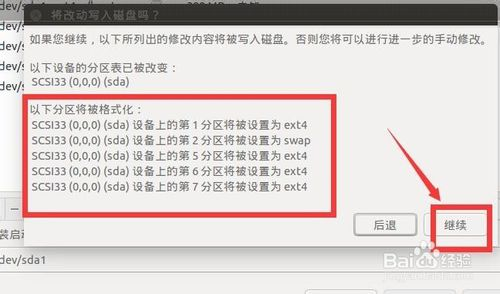 将改动写入磁盘吗？
如果您继续，以下所列出的修改内容将被写入磁盘。否则您将可以进行进一步的手动修改。
以下设备的分区表已被改变：
SCSI33 (0,0,0) (sda)
以下分区将被格式化：
SCSI33 (0,0,0) (sda) 设备上的第 1 分区将被设置为 ext4
SCSI33 (0,0,0) (sda) 设备上的第 2 分区将被设置为 swap
SCSI33 (0,0,0) (sda) 设备上的第 5 分区将被设置为 ext4
SCSI33 (0,0,0) (sda) 设备上的第 6 分区将被设置为 ext4
SCSI33 (0,0,0) (sda) 设备上的第 7 分区将被设置为 ext4
后退
继续
装启动
dev/sda1
Baidu 经验
jingyan.baidu.com